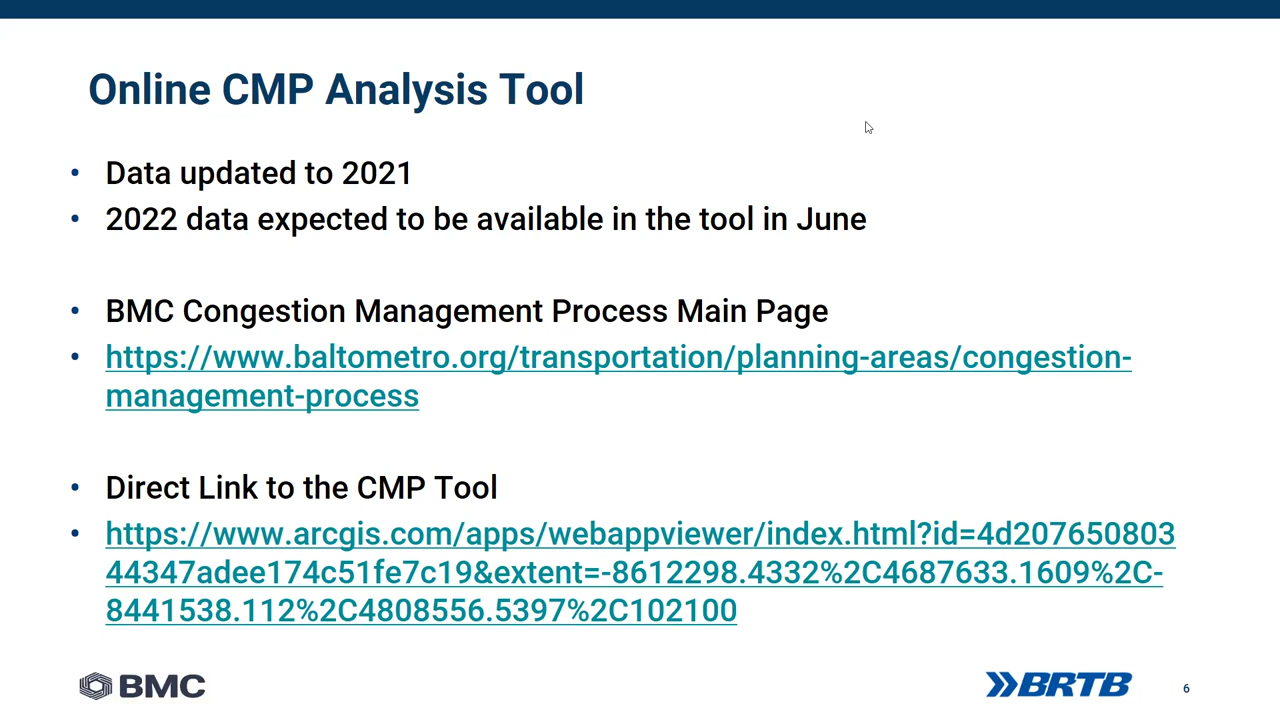 Online CMP Analysis Tool
• Data updated to 2021
• 2022 data expected to be available in the tool in June
• BMC Congestion Management Process Main Page
• https://www.baltometro.org/transportation/planning-areas/congestion-
management-process
• Direct Link to the CMP Tool
• https://www.arcgis.com/apps/webappviewer/index.html?id=4d207650803
44347adee174c51fe7c19&extent=-8612298.4332%2C4687633.1609%2C-
8441538.112%2C4808556.5397%2C102100
BMC
BRTB
6